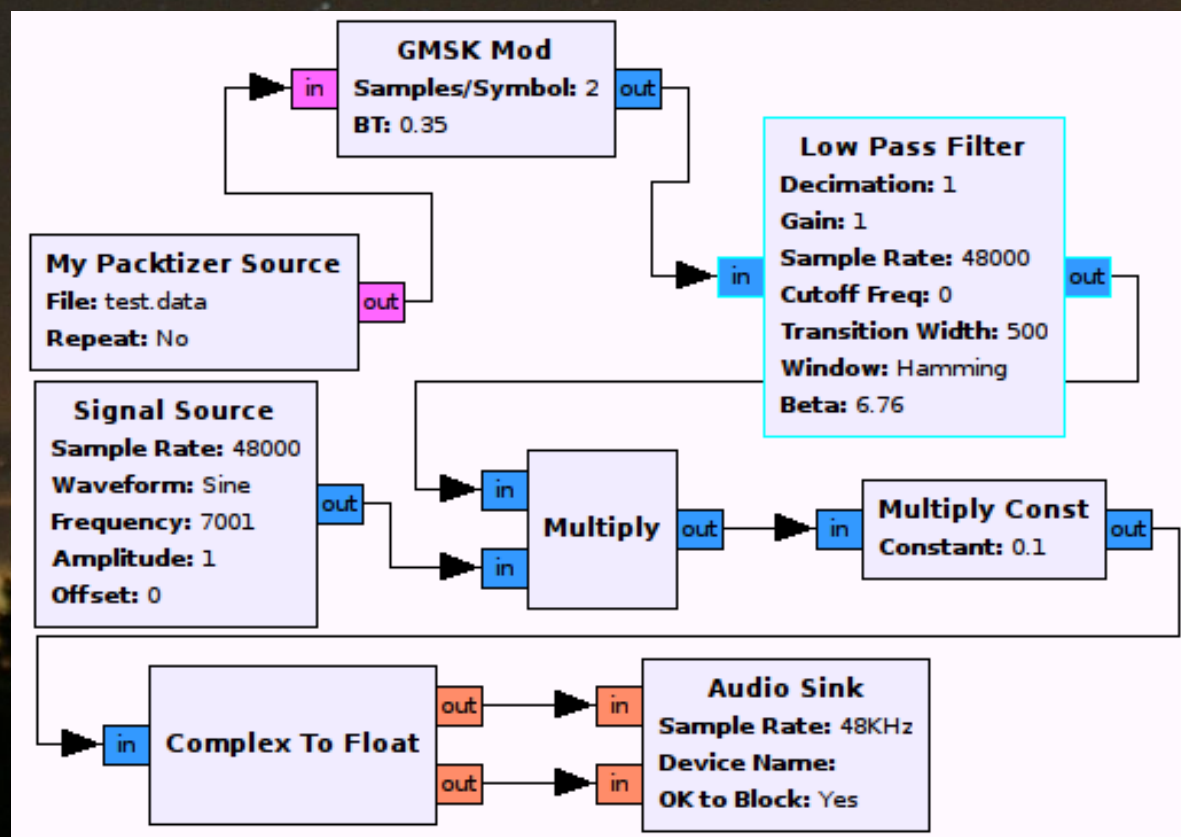 GMSK Mod
in
Samples/Symbol: 2
out
BT: 0.35
Low Pass Filter
Decimation: 1
Gain: 1
Sample Rate: 48000
in
out
Cutoff Freq: 0
Transition Width: 500
Window: Hamming
Beta: 6.76
My Packtizer Source
File: test.data
out
Repeat: No
Signal Source
Sample Rate: 48000
Waveform: Sine
out
Frequency: 7001
Amplitude: 1
Offset: 0
in
in
Multiply
out
in
Multiply Const
Constant: 0.1
out
in
Complex To Float
out
out
in
in
Audio Sink
Sample Rate: 48KHz
Device Name:
OK to Block: Yes